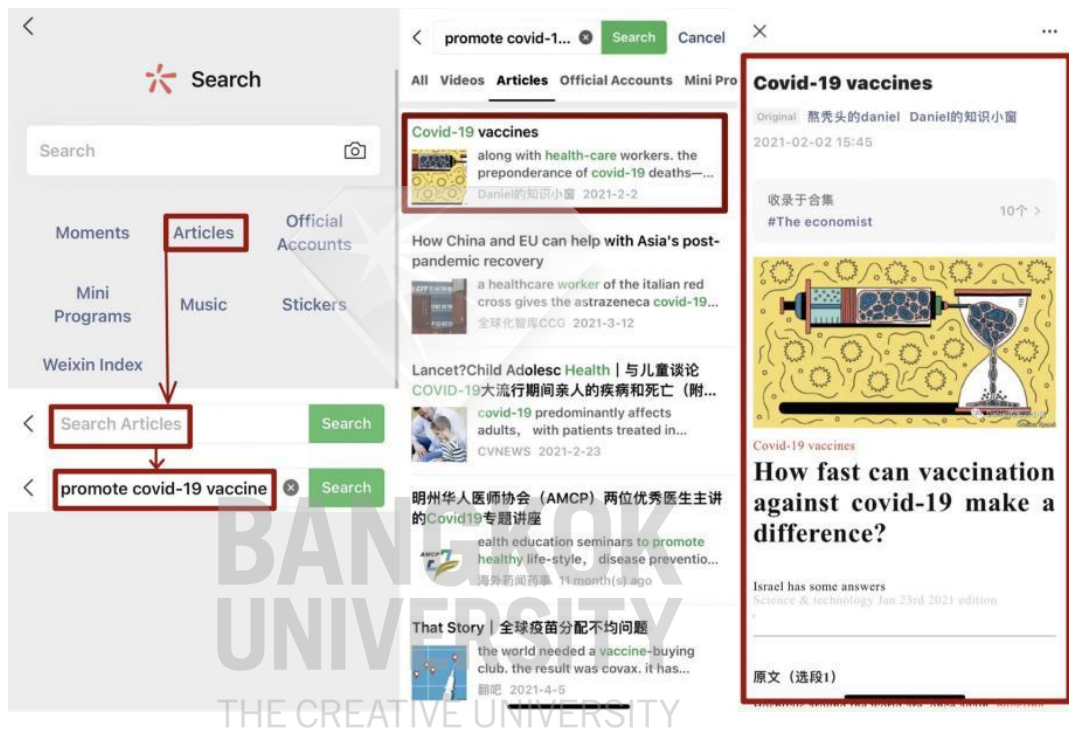 Search
Search
Moments
Articles
Official
Accounts
Mini
Programs
Music
Stickers
Weixin Index
Search Articles
Search
promote covid-19 vaccine
Search
promote covid-1...
Search
Cancel
All Videos Articles Official Accounts Mini Pro
Covid-19 vaccines
along with health-care workers. the
preponderance of covid-19 deaths—...
Daniel的知识小窗 2021-2-2
How China and EU can help with Asia's post-
pandemic recovery
a healthcare worker of the italian red
cross gives the astrazeneca covid-19...
全球化智库CCG 2021-3-12
Lancet?Child Adolesc Health | 与儿童谈论
COVID-19大流行期间亲人的疾病和死亡（附...
covid-19 predominantly affects
adults, with patients treated in...
CVNEWS 2021-2-23
明州华人医师协会（AMCP）两位优秀医生主讲
的Covid19专题讲座
AMCP
ealth education seminars to promote
healthy life-style, disease preventio...
海外药闻药事 11 month(s) ago
That Story | 全球疫苗分配不均问题
the world needed a vaccine-buying
club. the result was covax. it has...
翻吧 2021-4-5
Covid-19 vaccines
Original 熬秃头的daniel Daniel的知识小窗
2021-02-02 15:45
收录于合集
#The economist
10个
Covid-19 vaccines
How fast can vaccination
against covid-19 make a
difference?
Israel has some answers
Science & technology Jan 23rd 2021 edition
原文（选段1）
BANGKOK
UNIVERSITY
THE CREATIVE UNIVERSITY